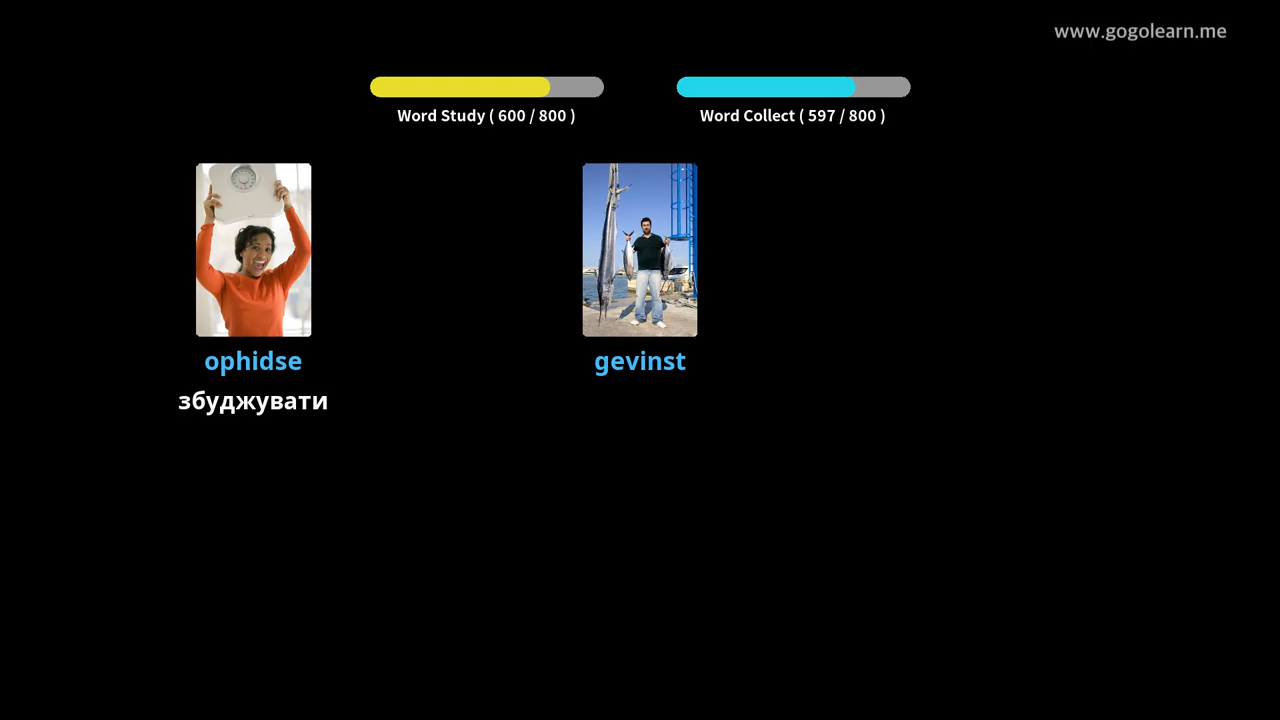 www.gogolearn.me
Word Study ( 600 / 800 )
Word Collect ( 597 / 800 )
ophidse
gevinst
збуджувати